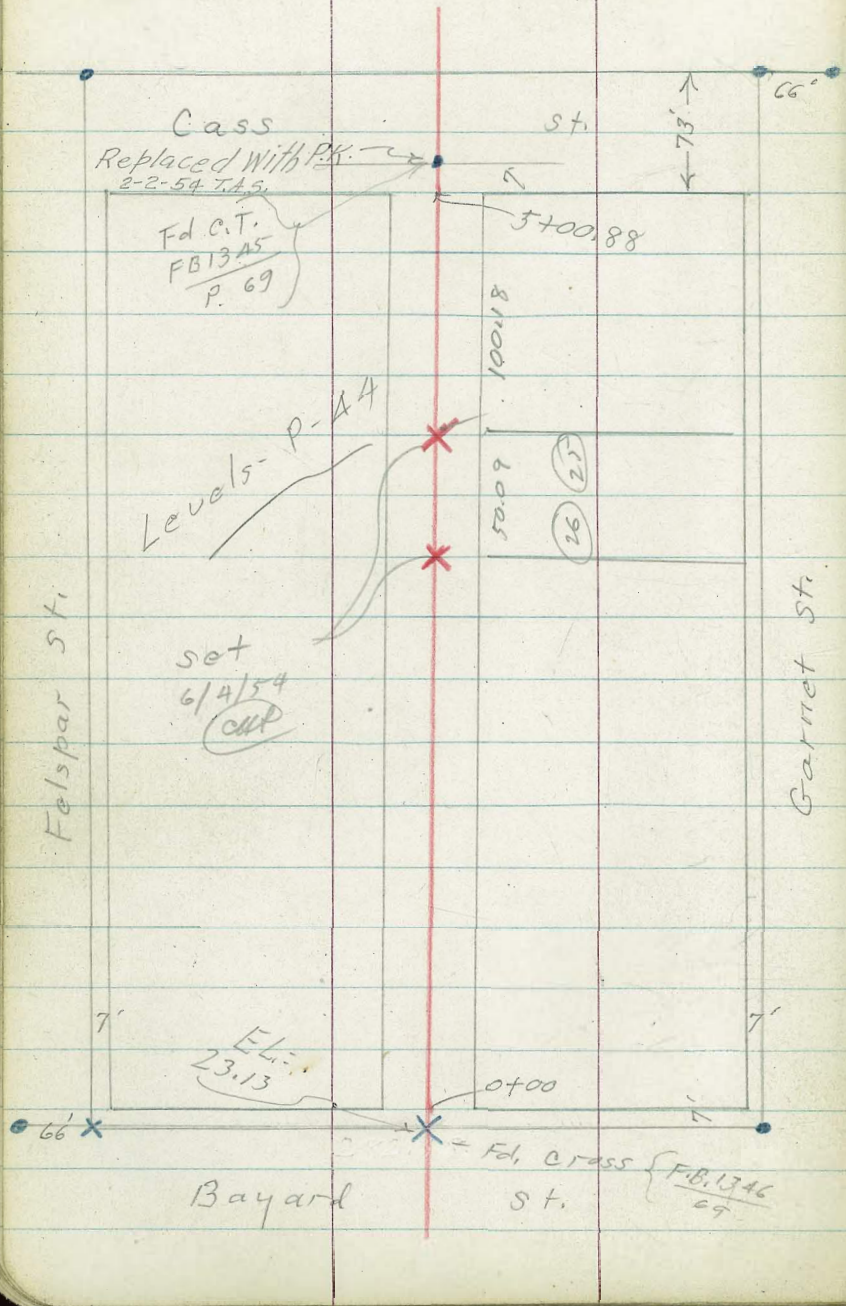 66'
Cass St.
73'
Replaced With P.K.
2-2-54 T.A.S.
7
5+00.88
Fd C.T.
FB1345
P. 69
100.18
Levels- P-44
50.09
25
26
set
6/4/54
Felspar St.
Garnet St.
7'
7'
EL=
23.13
0+00
7'
66'
Fd. Cross
F.B. 1346
69
Bayard St.